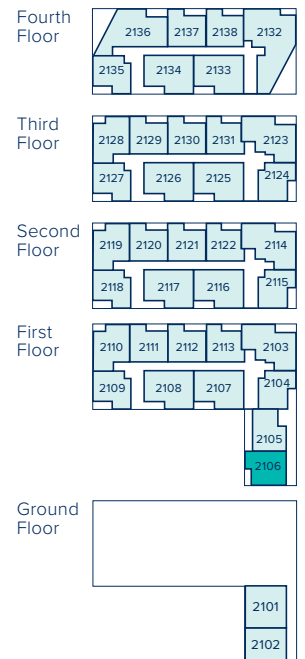 Fourth
Floor
2136 2137 2138 2132
2135 2134 2133
Third
Floor
2128 2129 2130 2131 2123
2127 2126 2125 2124
Second
Floor
2119 2120 2121 2122 2114
2118 2117 2116 2115
First
Floor
2110 2111 2112 2113 2103
2109 2108 2107 2104
2105
2106
Ground
Floor
2101
2102